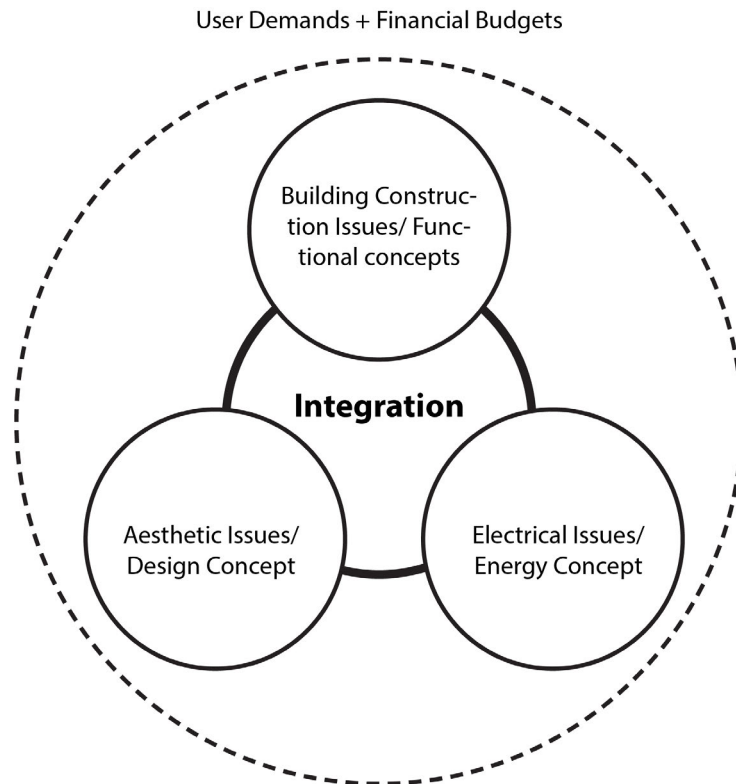 User Demands + Financial Budgets
Building Construc-
tion Issues/ Func-
tional concepts
Integration
Aesthetic Issues/
Design Concept
Electrical Issues/
Energy Concept